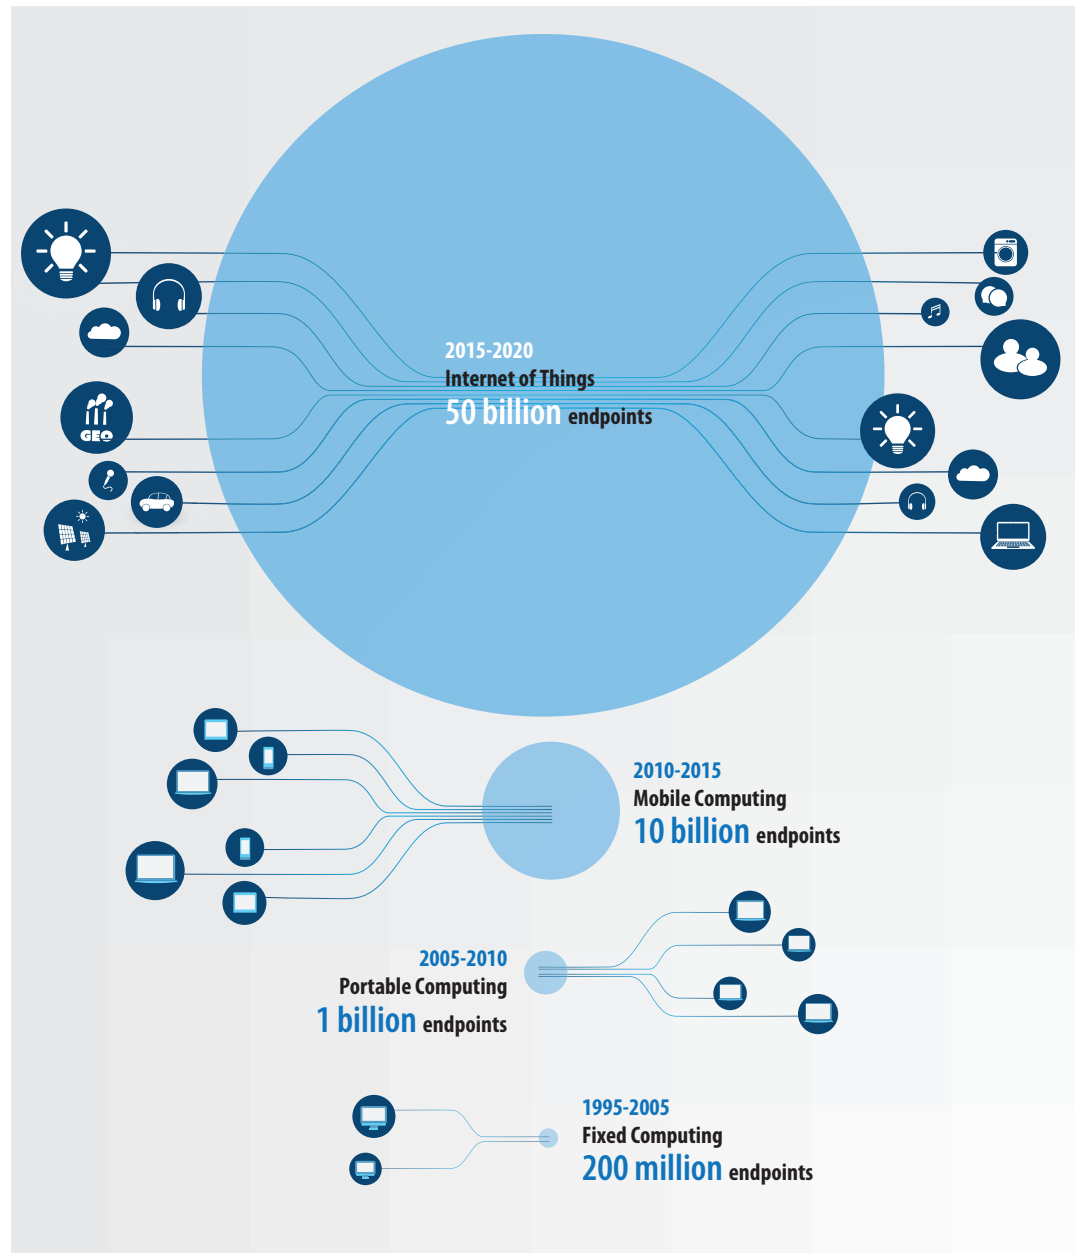 GEO
2015-2020
Internet of Things
50 billion endpoints
2010-2015
Mobile Computing
10 billion endpoints
2005-2010
Portable Computing
1 billion endpoints
1995-2005
Fixed Computing
200 million endpoints